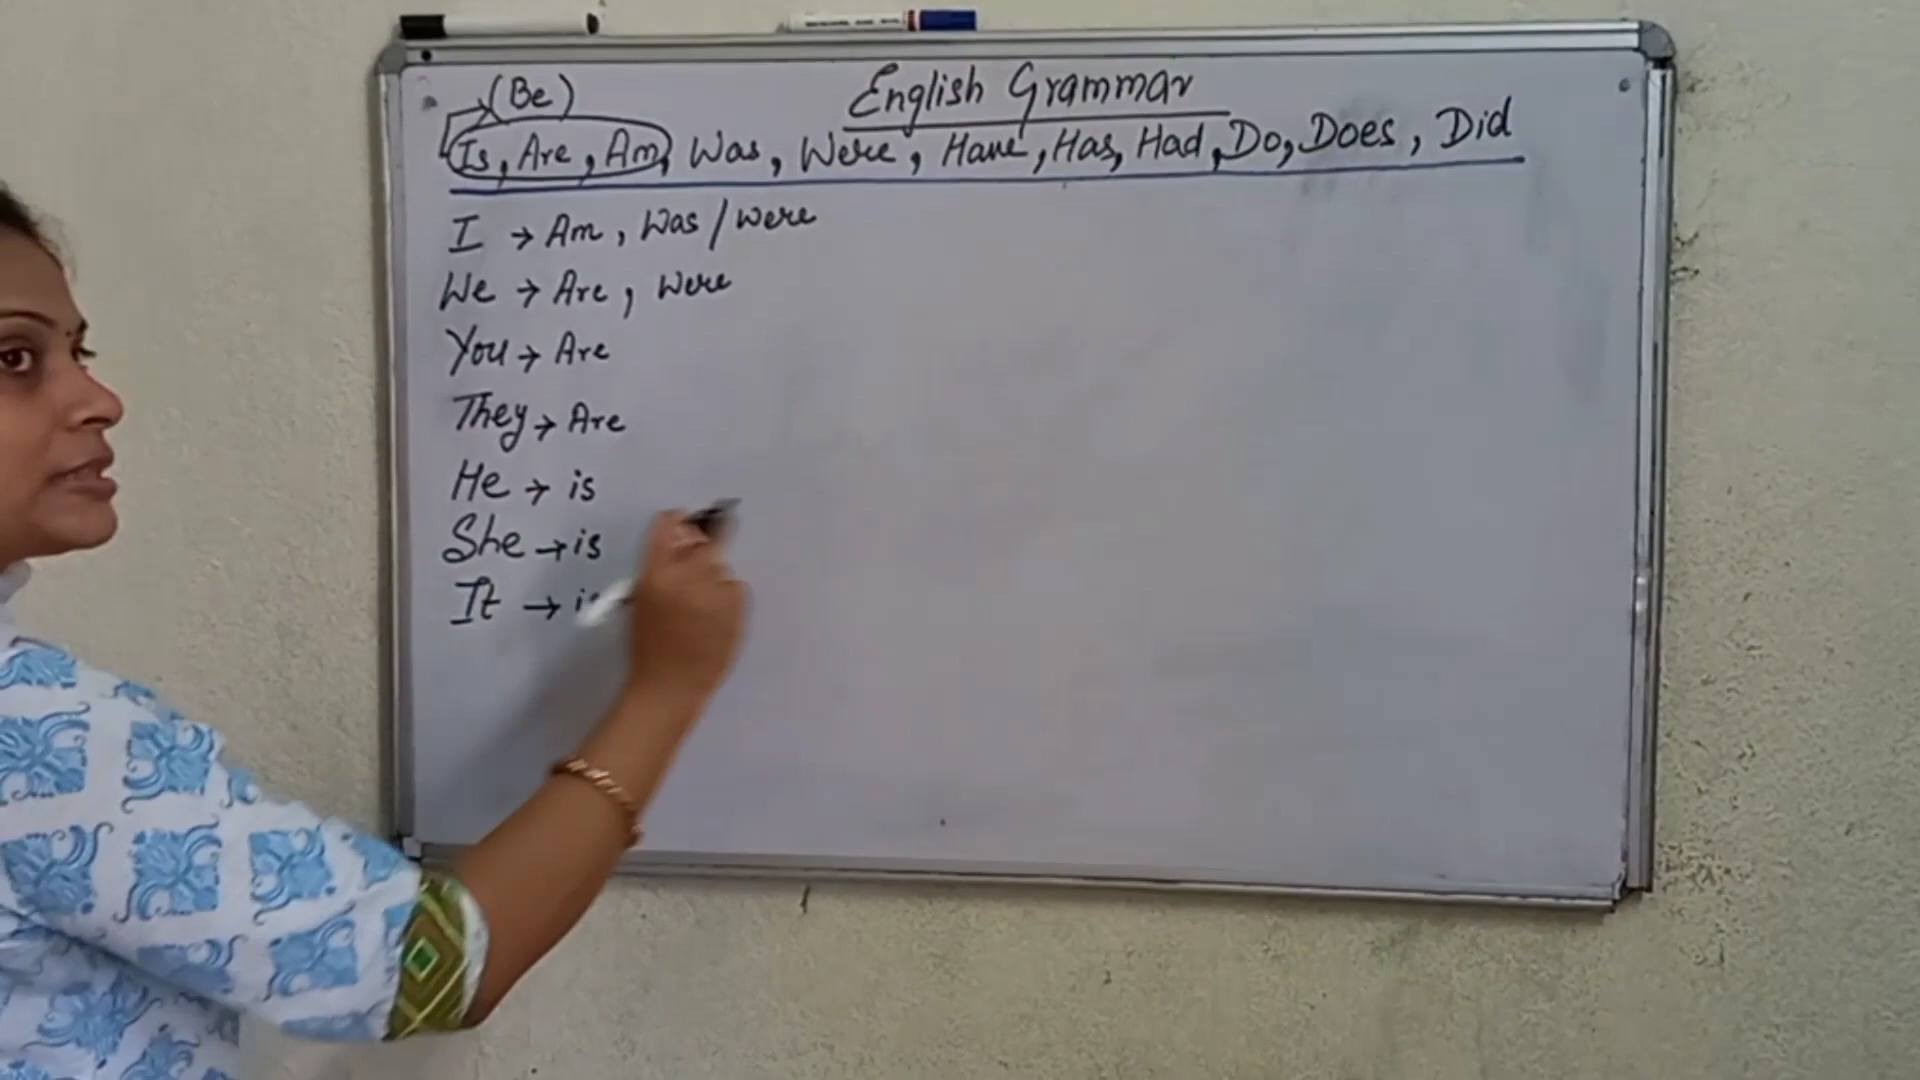 (Be)
English Grammar
Is, Are, Am, Was, Were, Have, Has, Had, Do, Does, Did
I → Am, Was / were
We → Are, were
You → Are
They → Are
He → is
She → is
It → is